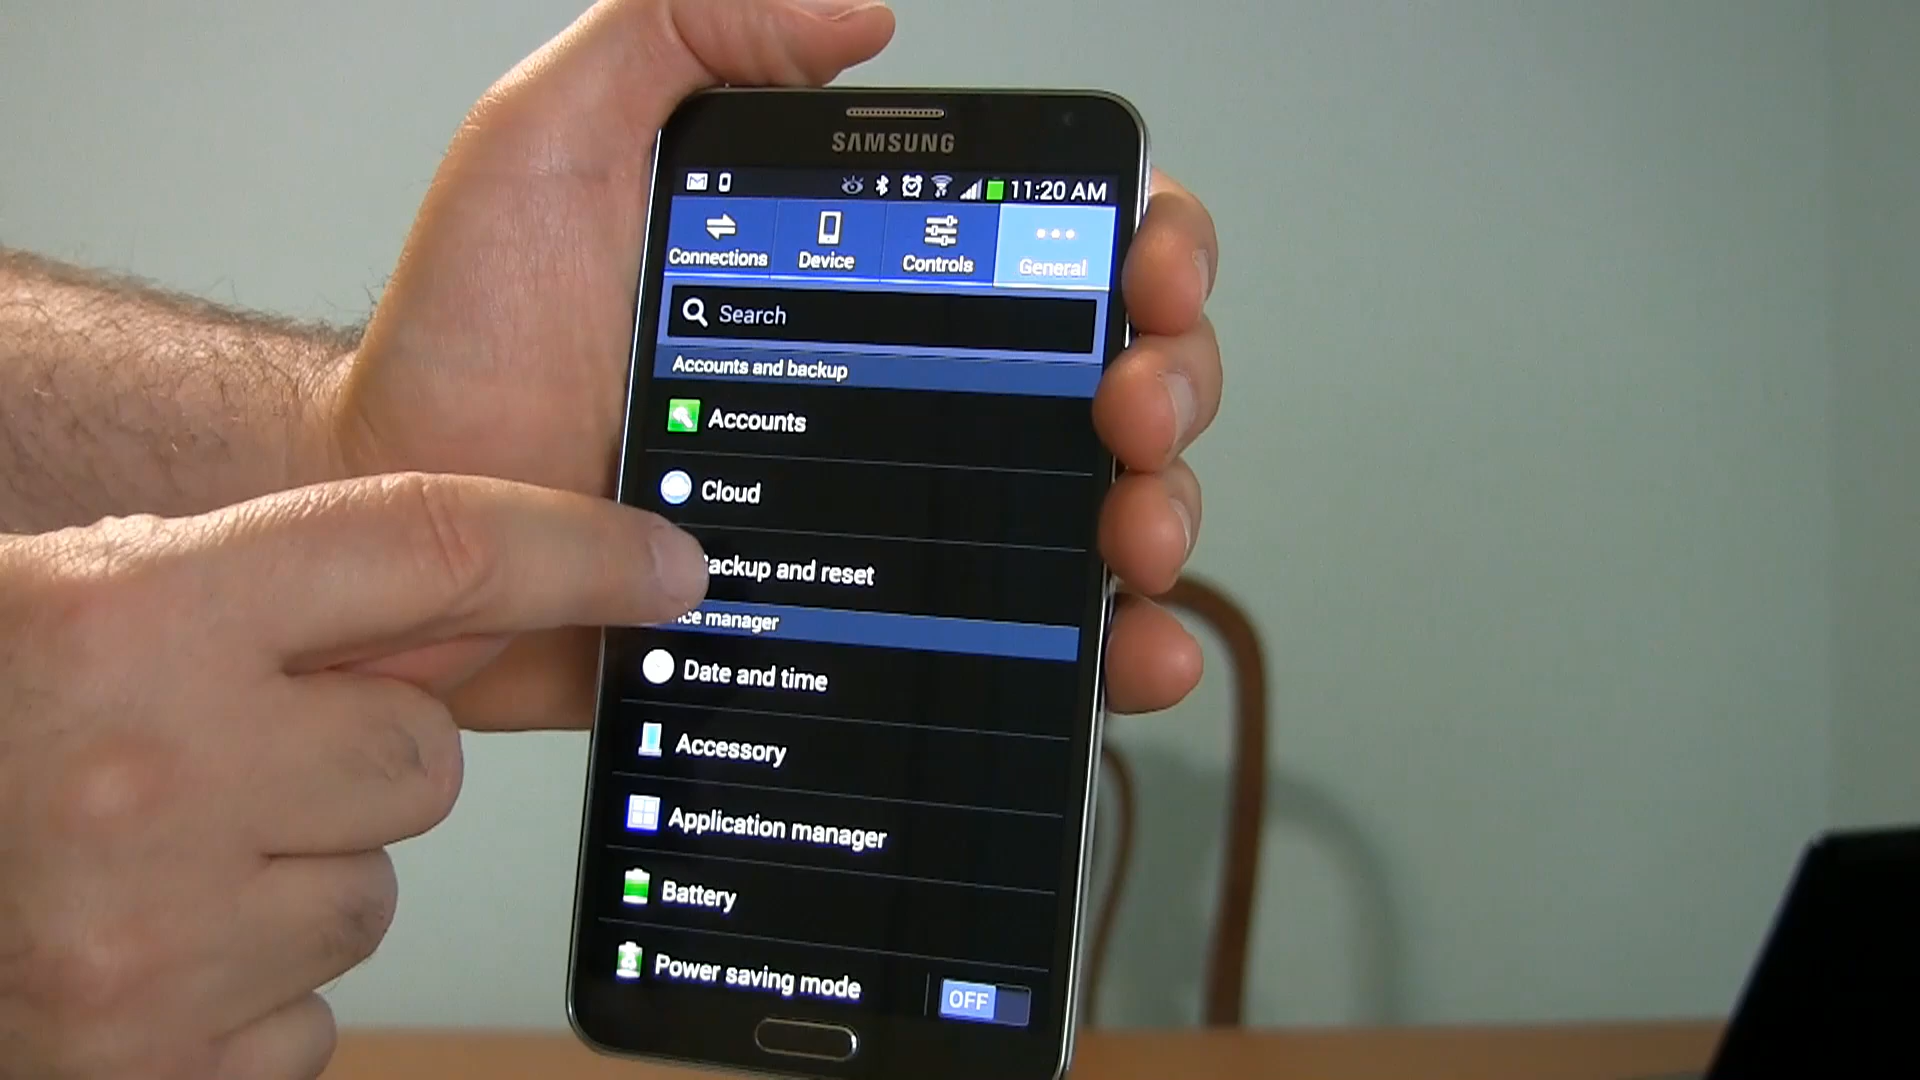 SAMSUNG
11:20 AM
Connections Device Controls General
Search
Accounts and backup
Accounts
Cloud
ackup and reset
ce manager
Date and time
Accessory
Application manager
Battery
Power saving mode OFF